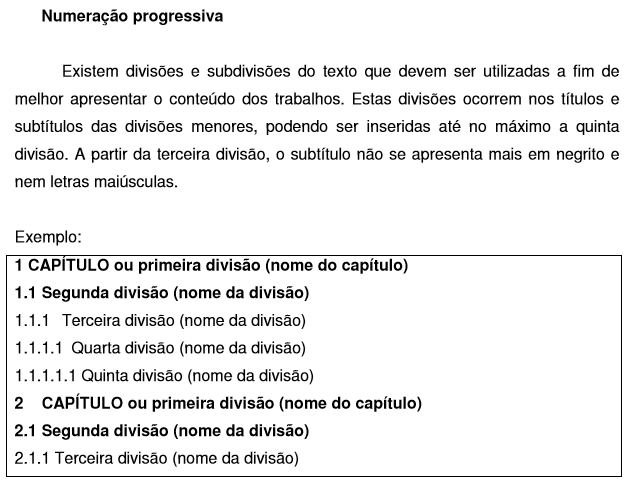 Numeração progressiva
Existem divisões e subdivisões do texto que devem ser utilizadas a fim de
melhor apresentar o conteúdo dos trabalhos. Estas divisões ocorrem nos títulos e
subtítulos das divisões menores, podendo ser inseridas até no máximo a quinta
divisão. A partir da terceira divisão, o subtítulo não se apresenta mais em negrito e
nem letras maiúsculas.
Exemplo:
1 CAPÍTULO ou primeira divisão (nome do capítulo)
1.1 Segunda divisão (nome da divisão)
1.1.1 Terceira divisão (nome da divisão)
1.1.1.1 Quarta divisão (nome da divisão)
1.1.1.1.1 Quinta divisão (nome da divisão)
2 CAPÍTULO ou primeira divisão (nome do capítulo)
2.1 Segunda divisão (nome da divisão)
2.1.1 Terceira divisão (nome da divisão)